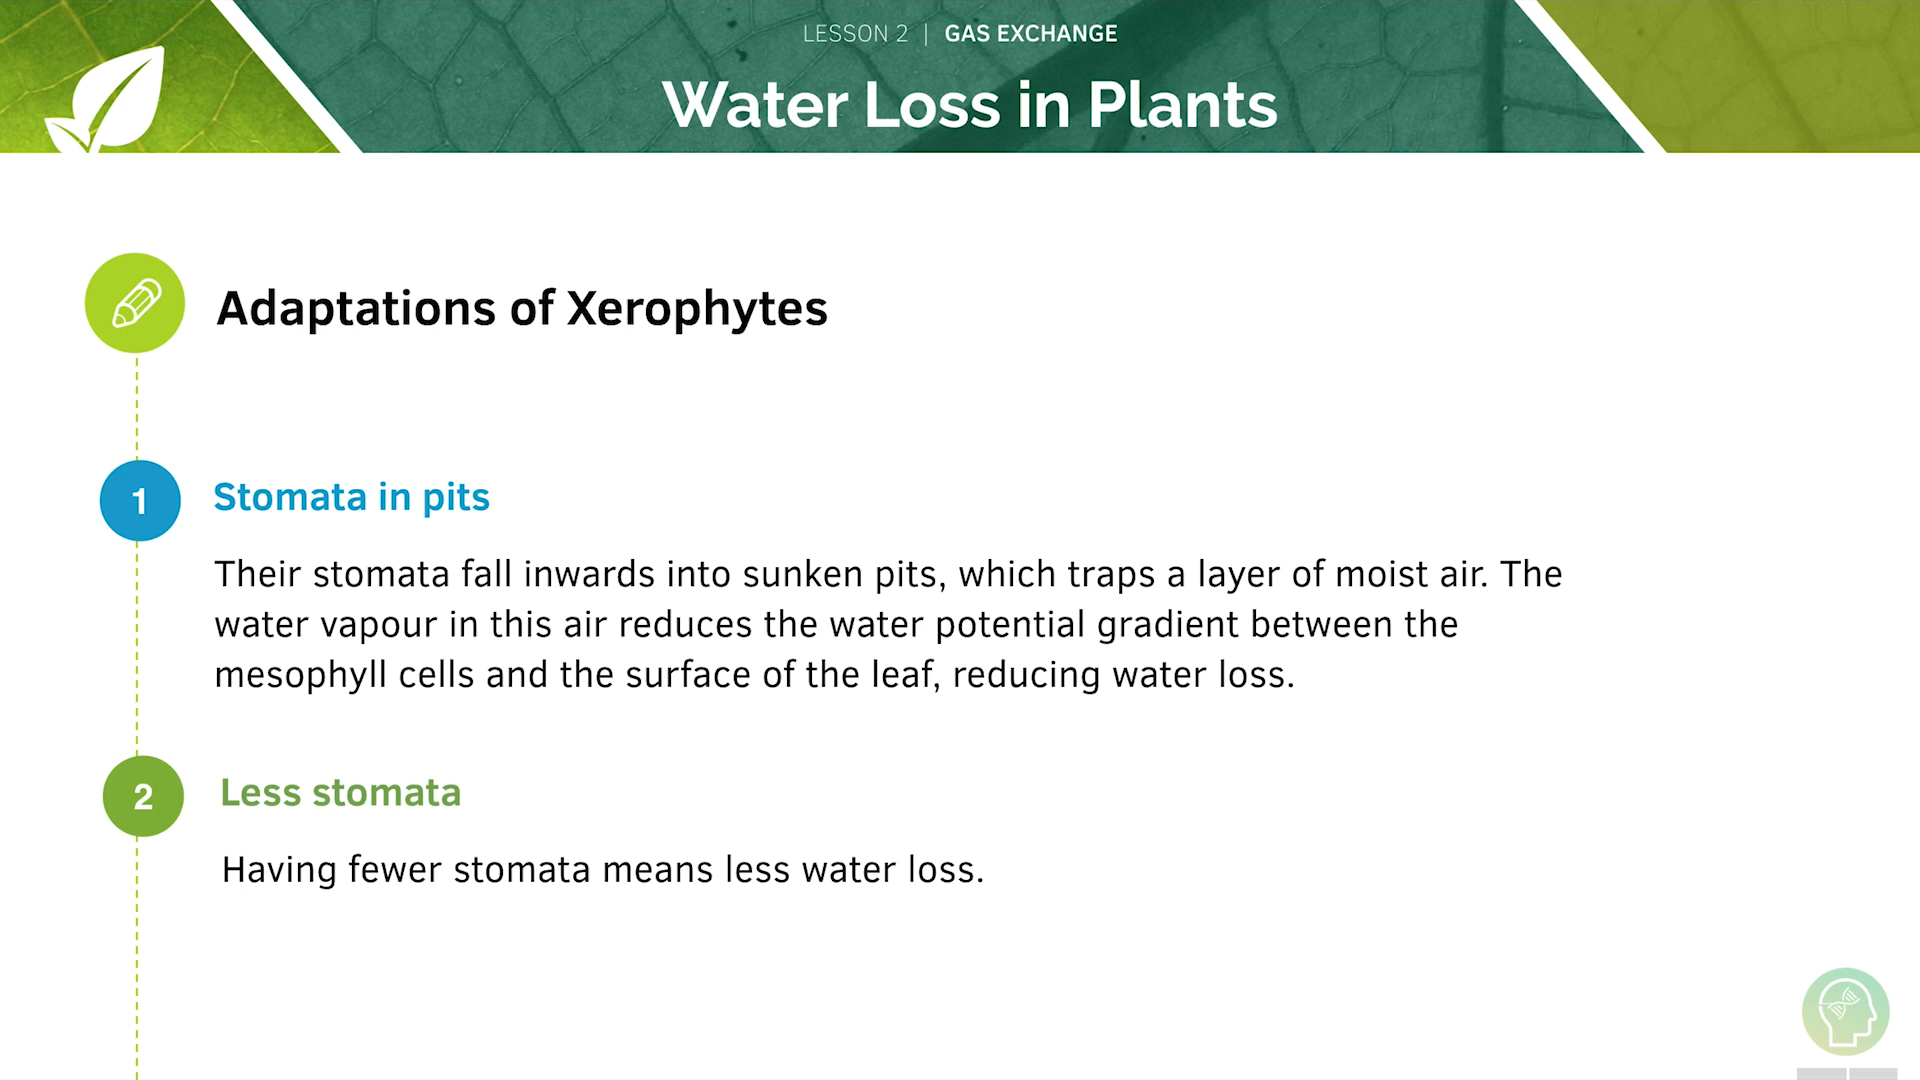 LESSON 2 | GAS EXCHANGE
Water Loss in Plants
Adaptations of Xerophytes
1 Stomata in pits
Their stomata fall inwards into sunken pits, which traps a layer of moist air. The
water vapour in this air reduces the water potential gradient between the
mesophyll cells and the surface of the leaf, reducing water loss.
2 Less stomata
Having fewer stomata means less water loss.